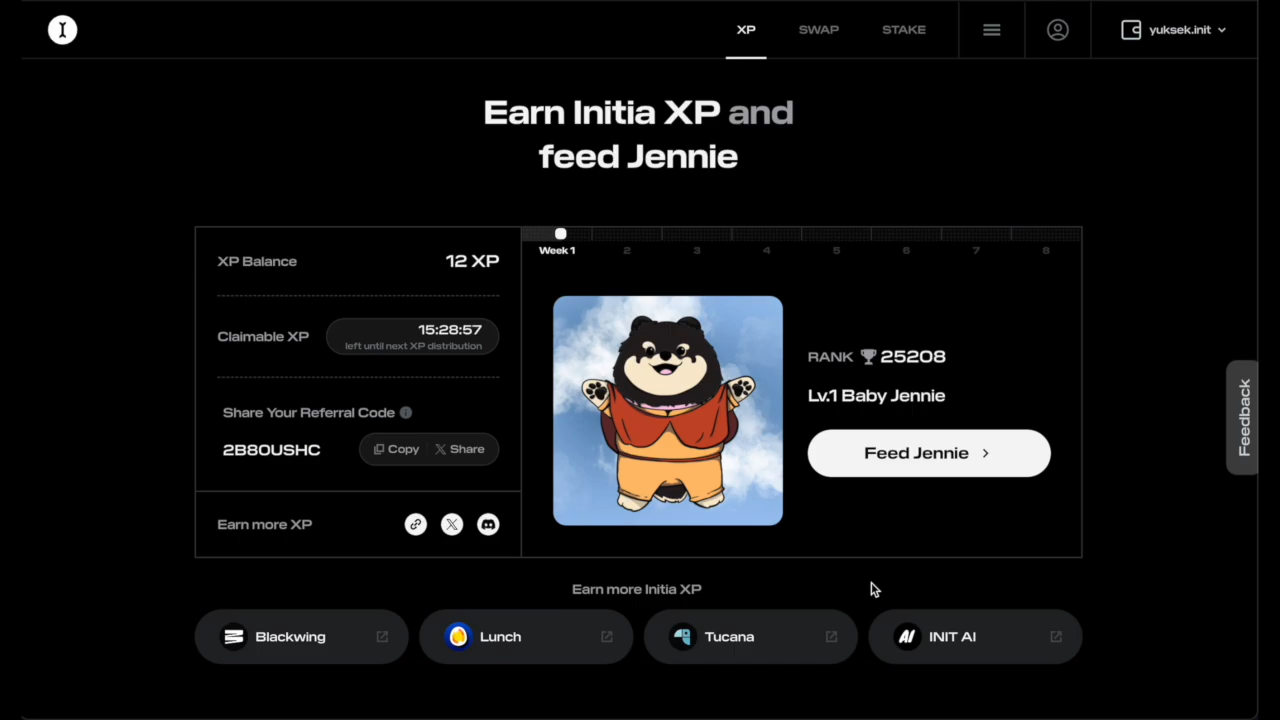 XP
SWAP
STAKE
yuksek.init
Earn Initia XP and
feed Jennie
XP Balance
12 XP
Claimable XP
15:28:57
left until next XP distribution
Share Your Referral Code
2B80USHC
Copy
Share
Earn more XP
Week 1
2
3
4
5
6
7
8
RANK 25208
Lv.1 Baby Jennie
Feed Jennie
Feedback
Earn more Initia XP
Blackwing
Lunch
Tucana
AI INIT AI